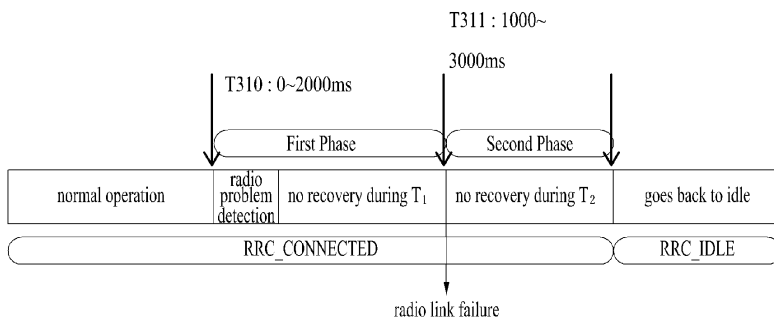 T311 : 1000~
3000ms
T310 : 0~2000ms
First Phase
Second Phase
normal operation
radio
problem
detection
no recovery during T₁
no recovery during T₂
goes back to idle
RRC_CONNECTED
RRC_IDLE
radio link failure